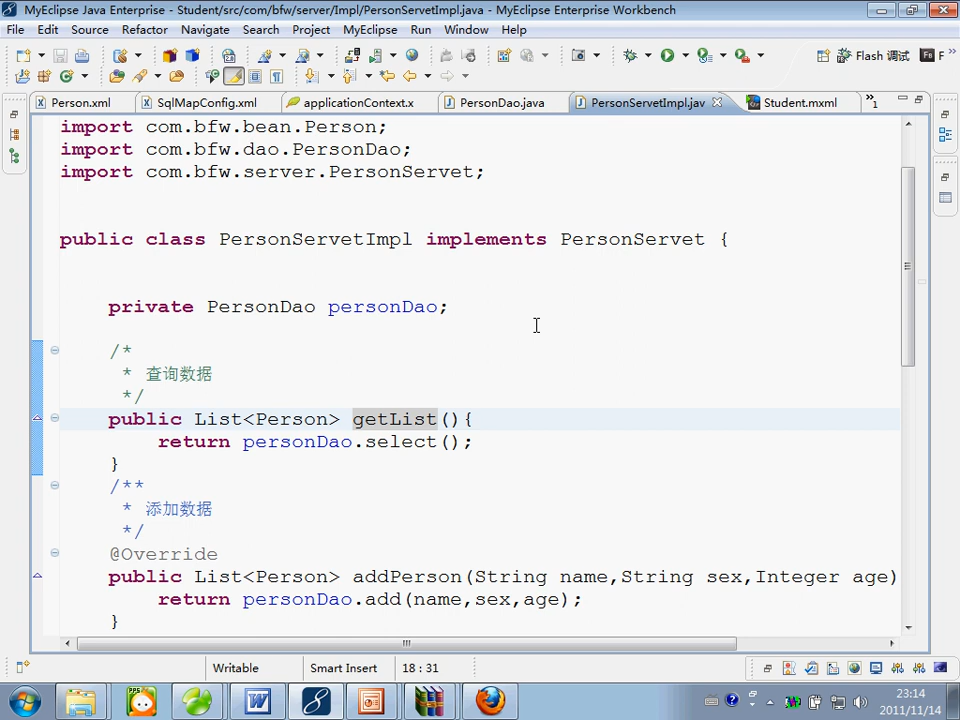 MyEclipse Java Enterprise - Student/src/com/bfw/server/Impl/PersonServetImpl.java - MyEclipse Enterprise Workbench
File Edit Source Refactor Navigate Search Project MyEclipse Run Window Help
Flash 调试 F
Person.xml SqlMapConfig.xml applicationContext.x PersonDao.java PersonServetImpl.jav Student.mxml »1
import com.bfw.bean.Person;
import com.bfw.dao.PersonDao;
import com.bfw.server.PersonServet;
public class PersonServetImpl implements PersonServet {
private PersonDao personDao;
/*
* 查询数据
*/
public List<Person> getList(){
return personDao.select();
}
/**
* 添加数据
*/
@Override
public List<Person> addPerson(String name,String sex,Integer age)
return personDao.add(name,sex,age);
}
Writable Smart Insert 18 : 31
23:14
2011/11/14